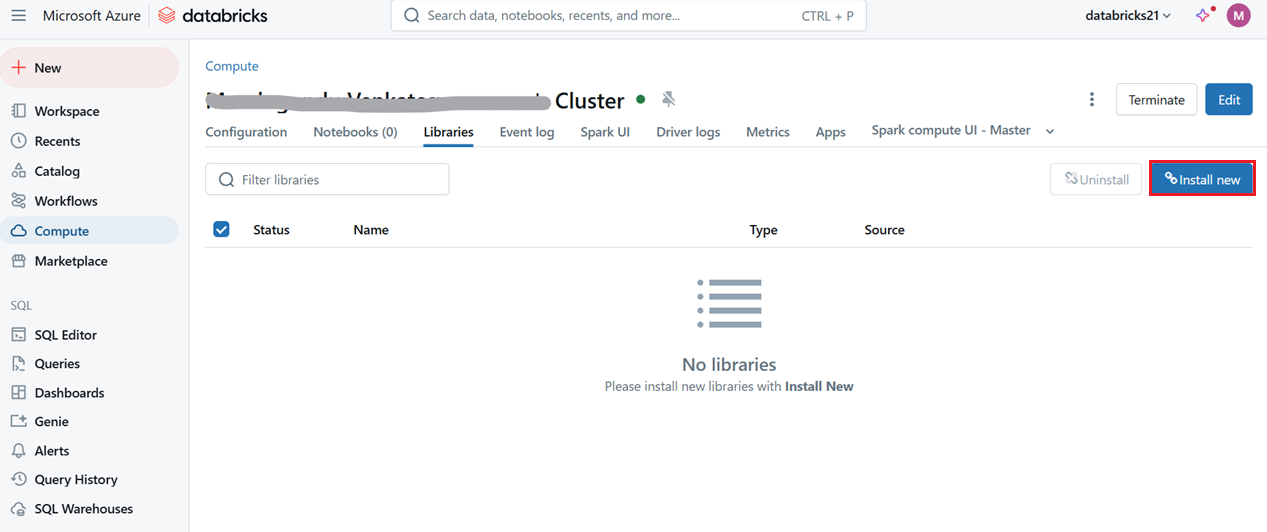 Microsoft Azure databricks Search data, notebooks, recents, and more... CTRL + P databricks21 M
New
Workspace
Recents
Catalog
Workflows
Compute
Marketplace
SQL
SQL Editor
Queries
Dashboards
Genie
Alerts
Query History
SQL Warehouses
Compute
Cluster Terminate Edit
Configuration Notebooks (0) Libraries Event log Spark UI Driver logs Metrics Apps Spark compute UI - Master
Filter libraries Uninstall Install new
Status Name Type Source
No libraries
Please install new libraries with Install New